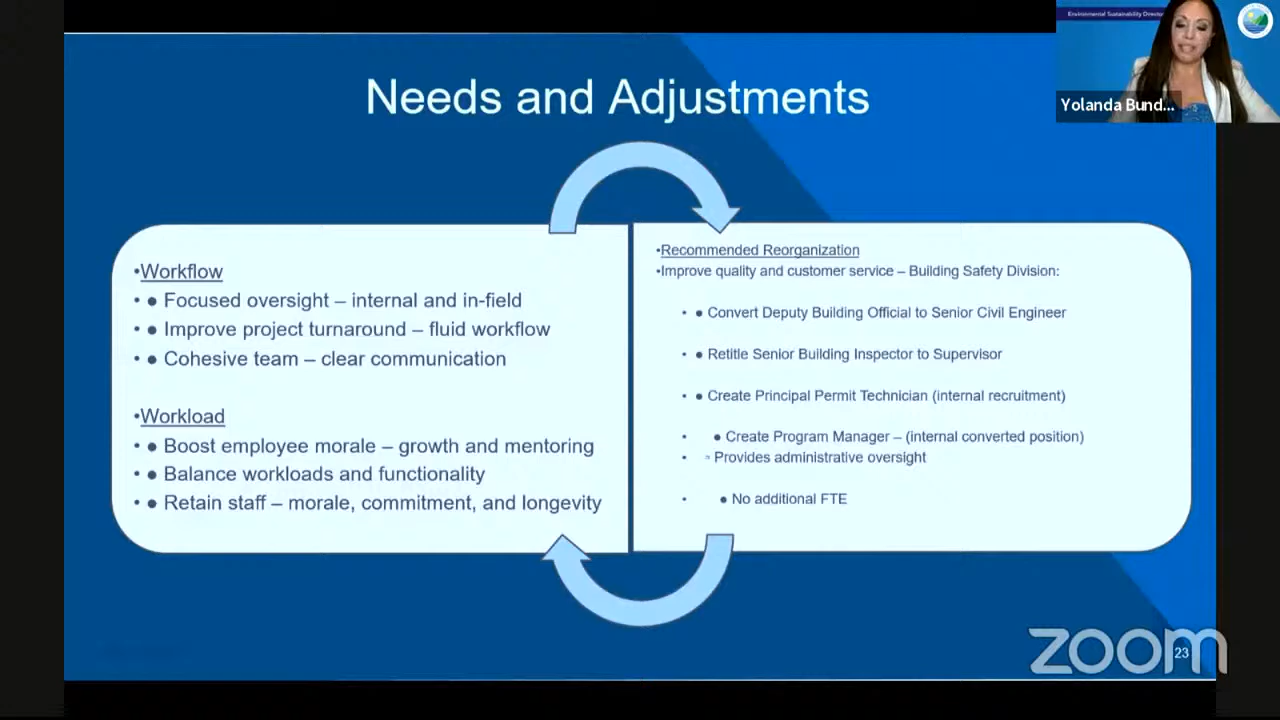 Environmental Sustainability Director
Yolanda Bund...
Needs and Adjustments
•Workflow
• ● Focused oversight – internal and in-field
• ● Improve project turnaround – fluid workflow
• ● Cohesive team – clear communication
•Workload
• ● Boost employee morale – growth and mentoring
• ● Balance workloads and functionality
• ● Retain staff – morale, commitment, and longevity
•Recommended Reorganization
•Improve quality and customer service – Building Safety Division:
• ● Convert Deputy Building Official to Senior Civil Engineer
• ● Retitle Senior Building Inspector to Supervisor
• ● Create Principal Permit Technician (internal recruitment)
• ● Create Program Manager – (internal converted position)
• ▫ Provides administrative oversight
• ● No additional FTE
zoom
23